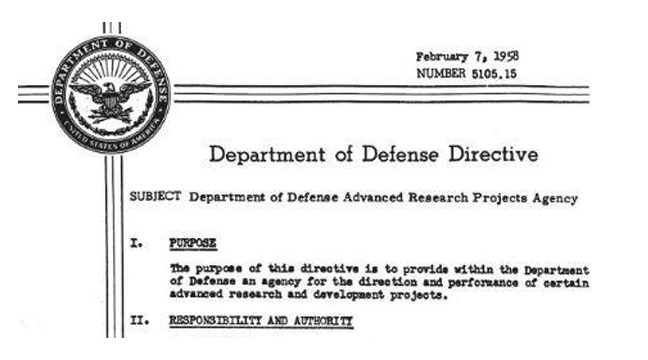 DEPARTMENT OF DEFENSE
UNITED STATES OF AMERICA
February 7, 1958
NUMBER 5105.15
Department of Defense Directive
SUBJECT Department of Defense Advanced Research Projects Agency
I. PURPOSE
The purpose of this directive is to provide within the Department
of Defense an agency for the direction and performance of certain
advanced research and development projects.
II. RESPONSIBILITY AND AUTHORITY